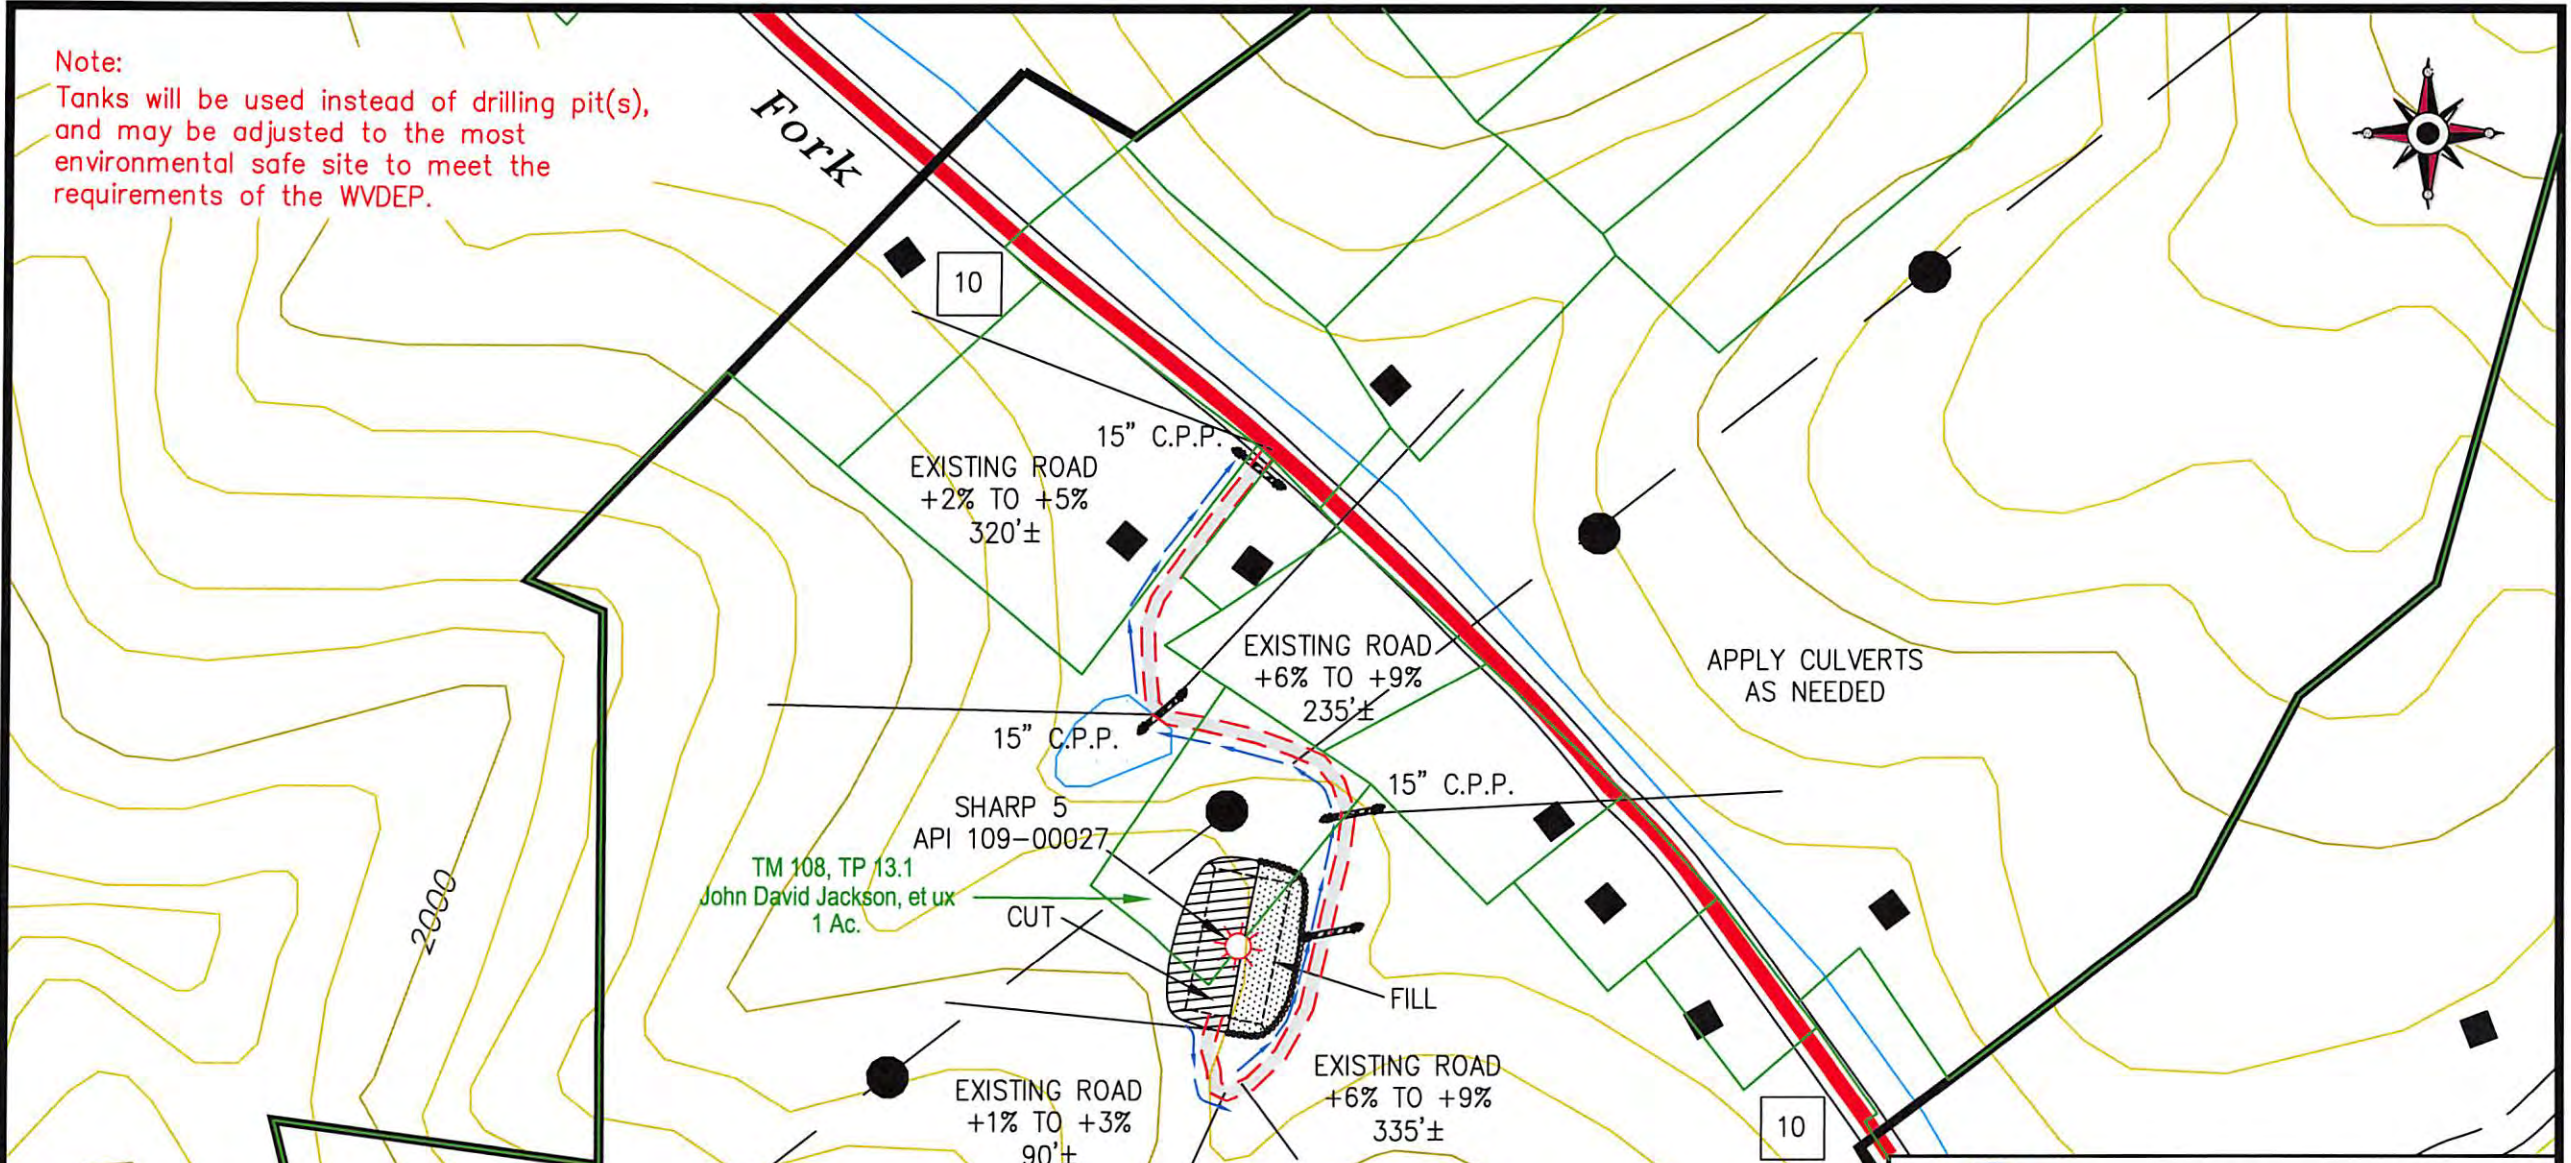 Note:
Tanks will be used instead of drilling pit(s),
and may be adjusted to the most
environmental safe site to meet the
requirements of the WVDEP.
Fork
10
15" C.P.P.
EXISTING ROAD
+2% TO +5%
320'±
EXISTING ROAD
+6% TO +9%
235'±
APPLY CULVERTS
AS NEEDED
15" C.P.P.
15" C.P.P.
SHARP 5
API 109-00027
TM 108, TP 13.1
John David Jackson, et ux
1 Ac.
CUT
2000
FILL
EXISTING ROAD
+1% TO +3%
90'±
EXISTING ROAD
+6% TO +9%
335'±
10